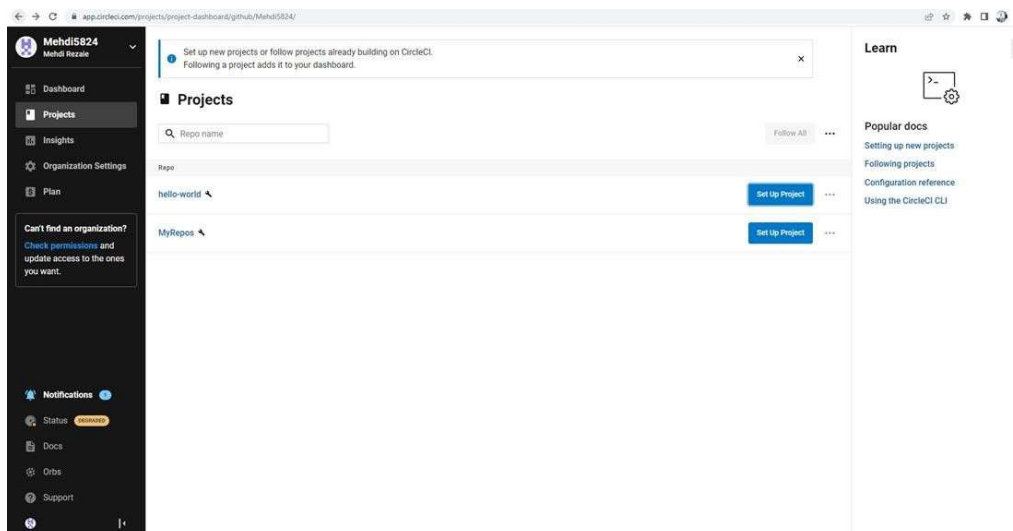 app.circleci.com/projects/project-dashboard/github/Mehdi5824/
Mehdi5824
Mehdi Rezaie
Dashboard
Projects
Insights
Organization Settings
Plan
Can't find an organization?
Check permissions and
update access to the ones
you want.
Notifications 1
Status DEGRADED
Docs
Orbs
Support
Set up new projects or follow projects already building on CircleCI.
Following a project adds it to your dashboard.
Projects
Repo name
Follow All
Repo
hello-world
Set Up Project
MyRepos
Set Up Project
Learn
Popular docs
Setting up new projects
Following projects
Configuration reference
Using the CircleCI CLI